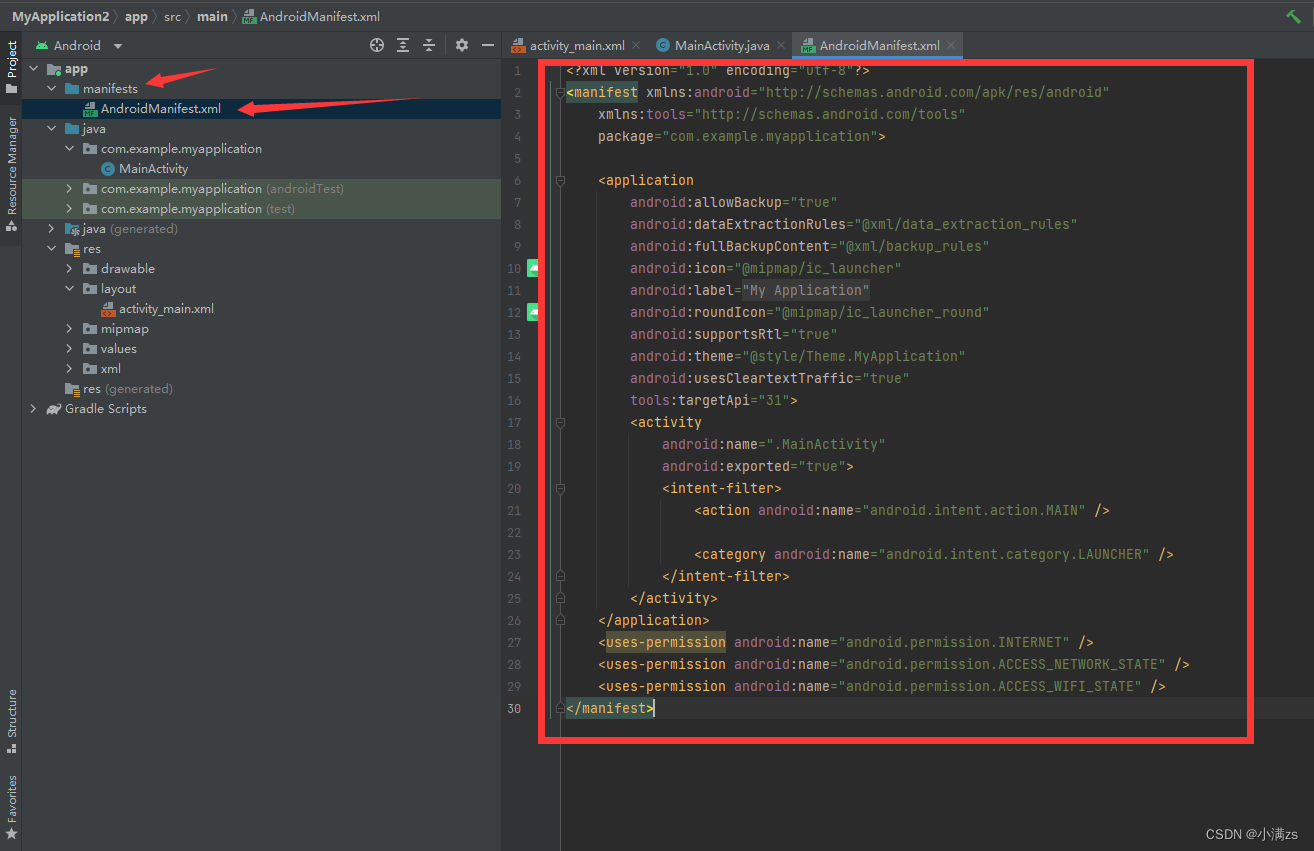 MyApplication2 〉 app 〉 src 〉 main 〉 AndroidManifest.xml
Project
Resource Manager
Structure
Favorites
Android
app
manifests
AndroidManifest.xml
java
com.example.myapplication
MainActivity
com.example.myapplication (androidTest)
com.example.myapplication (test)
java (generated)
res
drawable
layout
activity_main.xml
mipmap
values
xml
res (generated)
Gradle Scripts
activity_main.xml × MainActivity.java × AndroidManifest.xml ×
1 <?xml version="1.0" encoding="utf-8"?>
2 <manifest xmlns:android="http://schemas.android.com/apk/res/android"
3 xmlns:tools="http://schemas.android.com/tools"
4 package="com.example.myapplication">
5
6 <application
7 android:allowBackup="true"
8 android:dataExtractionRules="@xml/data_extraction_rules"
9 android:fullBackupContent="@xml/backup_rules"
10 android:icon="@mipmap/ic_launcher"
11 android:label="My Application"
12 android:roundIcon="@mipmap/ic_launcher_round"
13 android:supportsRtl="true"
14 android:theme="@style/Theme.MyApplication"
15 android:usesCleartextTraffic="true"
16 tools:targetApi="31">
17 <activity
18 android:name=".MainActivity"
19 android:exported="true">
20 <intent-filter>
21 <action android:name="android.intent.action.MAIN" />
22
23 <category android:name="android.intent.category.LAUNCHER" />
24 </intent-filter>
25 </activity>
26 </application>
27 <uses-permission android:name="android.permission.INTERNET" />
28 <uses-permission android:name="android.permission.ACCESS_NETWORK_STATE" />
29 <uses-permission android:name="android.permission.ACCESS_WIFI_STATE" />
30 </manifest>
CSDN @小满zs